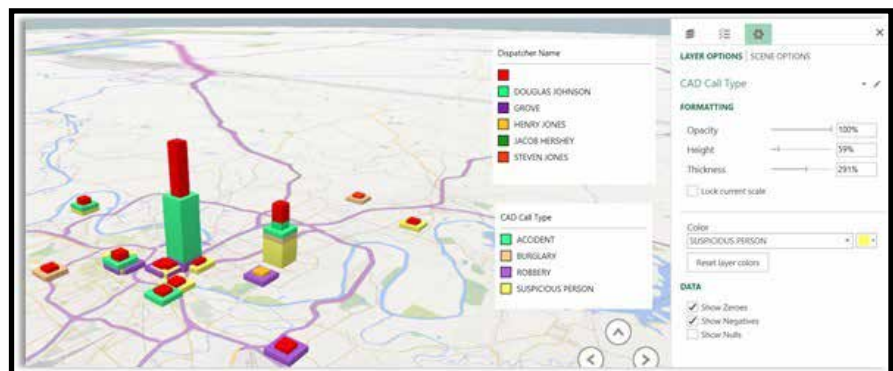 Dispatcher Name
DOUGLAS JOHNSON
GROVE
HENRY JONES
JACOB HERSHEY
STEVEN JONES
CAD Call Type
ACCIDENT
BURGLARY
ROBBERY
SUSPICIOUS PERSON
LAYER OPTIONS | SCENE OPTIONS
CAD Call Type
FORMATTING
Opacity 100%
Height 59%
Thickness 291%
Lock current scale
Color
SUSPICIOUS PERSON
Reset layer colors
DATA
Show Zeroes
Show Negatives
Show Nulls